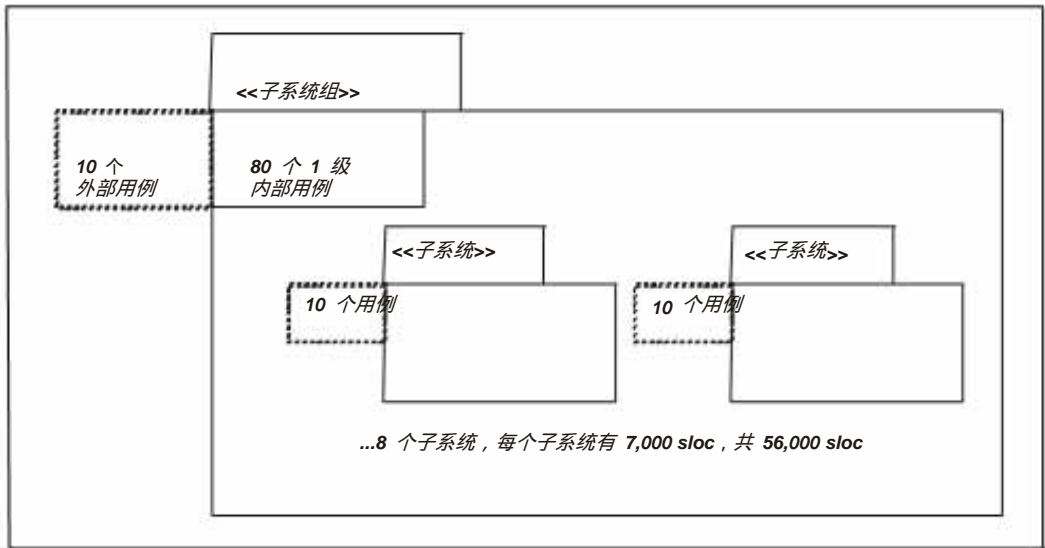 <<子系统组>>
10 个
外部用例
80 个 1 级
内部用例
<<子系统>>
<<子系统>>
10 个用例
10 个用例
...8 个子系统，每个子系统有 7,000 sloc，共 56,000 sloc